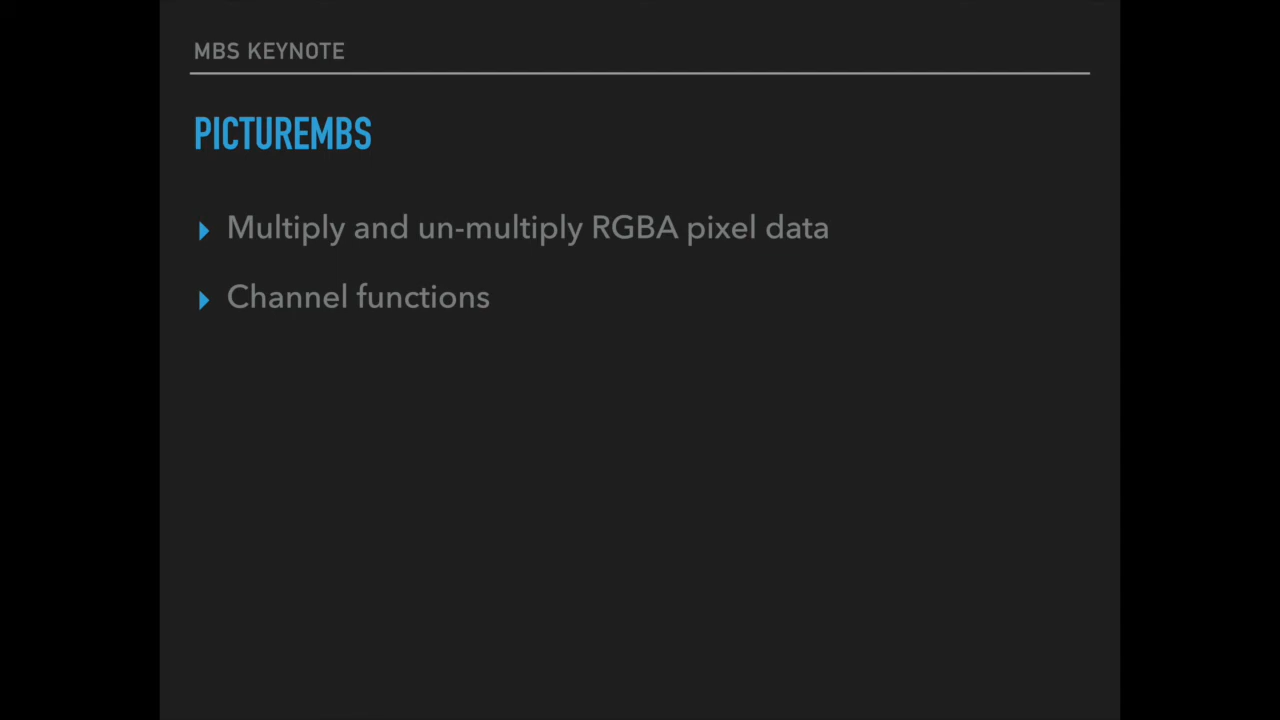 MBS KEYNOTE
PICTUREMBS
Multiply and un-multiply RGBA pixel data
Channel functions